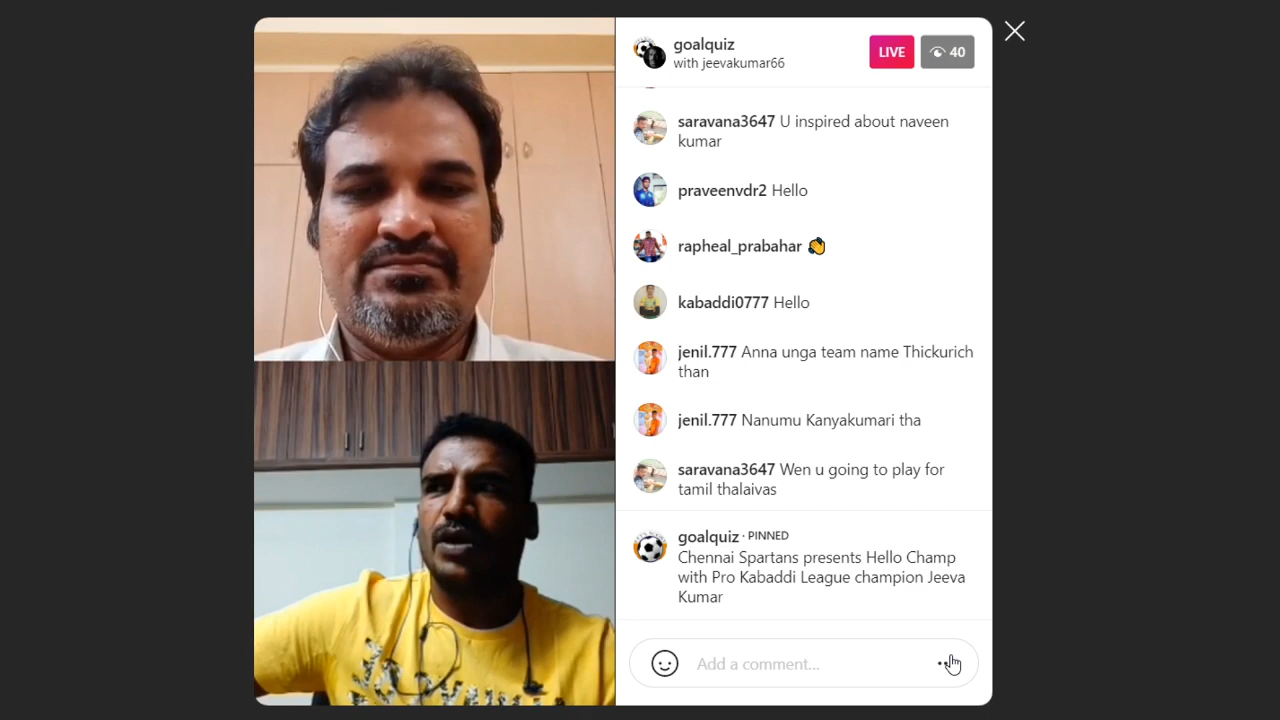 goalquiz
with jeevakumar66
LIVE
40
saravana3647 U inspired about naveen
kumar
praveenvdr2 Hello
rapheal_prabahar 👏
kabaddi0777 Hello
jenil.777 Anna unga team name Thickurich
than
jenil.777 Nanumu Kanyakumari tha
saravana3647 Wen u going to play for
tamil thalaivas
goalquiz · PINNED
Chennai Spartans presents Hello Champ
with Pro Kabaddi League champion Jeeva
Kumar
Add a comment...